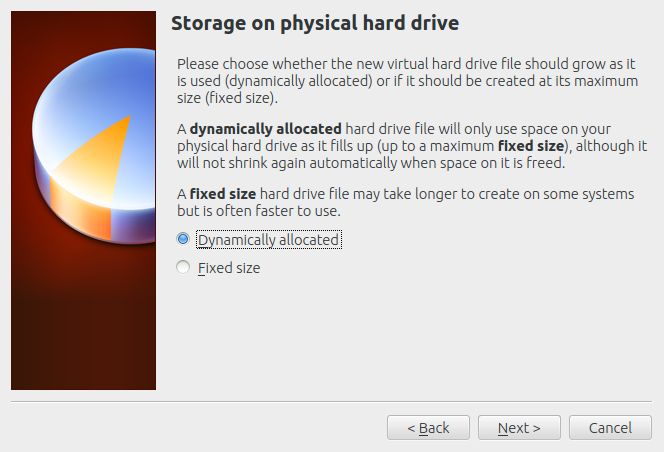 Storage on physical hard drive
Please choose whether the new virtual hard drive file should grow as it
is used (dynamically allocated) or if it should be created at its maximum
size (fixed size).
A dynamically allocated hard drive file will only use space on your
physical hard drive as it fills up (up to a maximum fixed size), although it
will not shrink again automatically when space on it is freed.
A fixed size hard drive file may take longer to create on some systems
but is often faster to use.
Dynamically allocated
Fixed size
< Back
Next >
Cancel